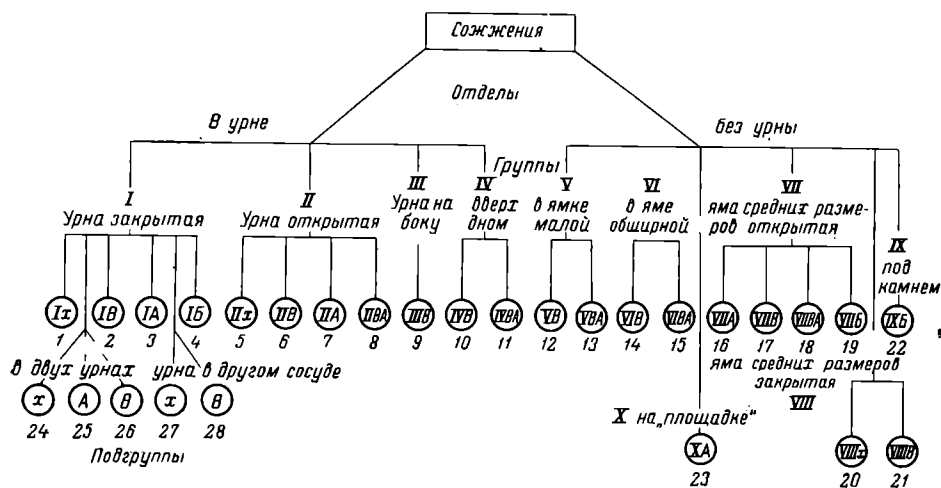 Сожжения
Отделы
В урне
без урны
Группы
I
Урна закрытая
II
Урна открытая
III
Урна на
боку
IV
вверх
дном
V
в ямке
малой
VI
в яме
обширной
VII
яма средних разме-
ров открытая
IX
под
камнем
Iх IВ IА IБ IIх IIВ IIА IIВА IIIВ IVВ IVВА VВ VВА VIВ VIВА VIIА VIIВ VIIВА VIIБ IXБ
1 2 3 4 5 6 7 8 9 10 11 12 13 14 15 16 17 18 19 22
в двух урнах
урна в другом сосуде
яма средних размеров
закрытая
VIII
х А В х В
24 25 26 27 28
Подгруппы
X на „площадке"
XА
23
VIIIх VIIIВ
20 21